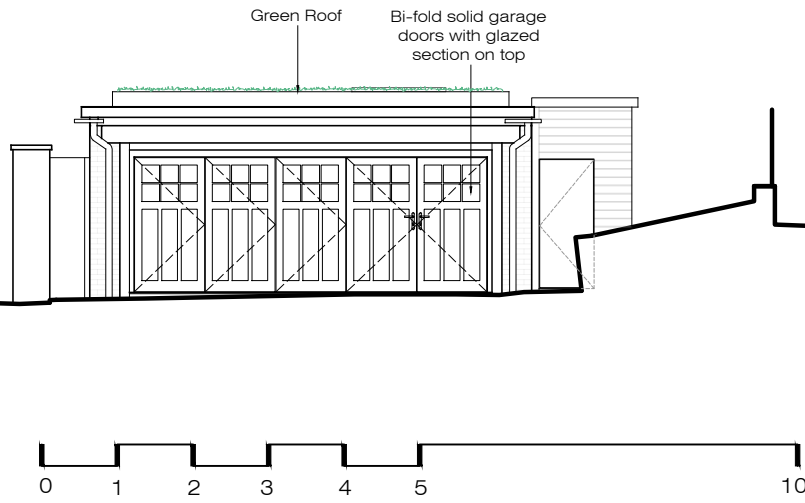 Green Roof
Bi-fold solid garage
doors with glazed
section on top
0 1 2 3 4 5 10